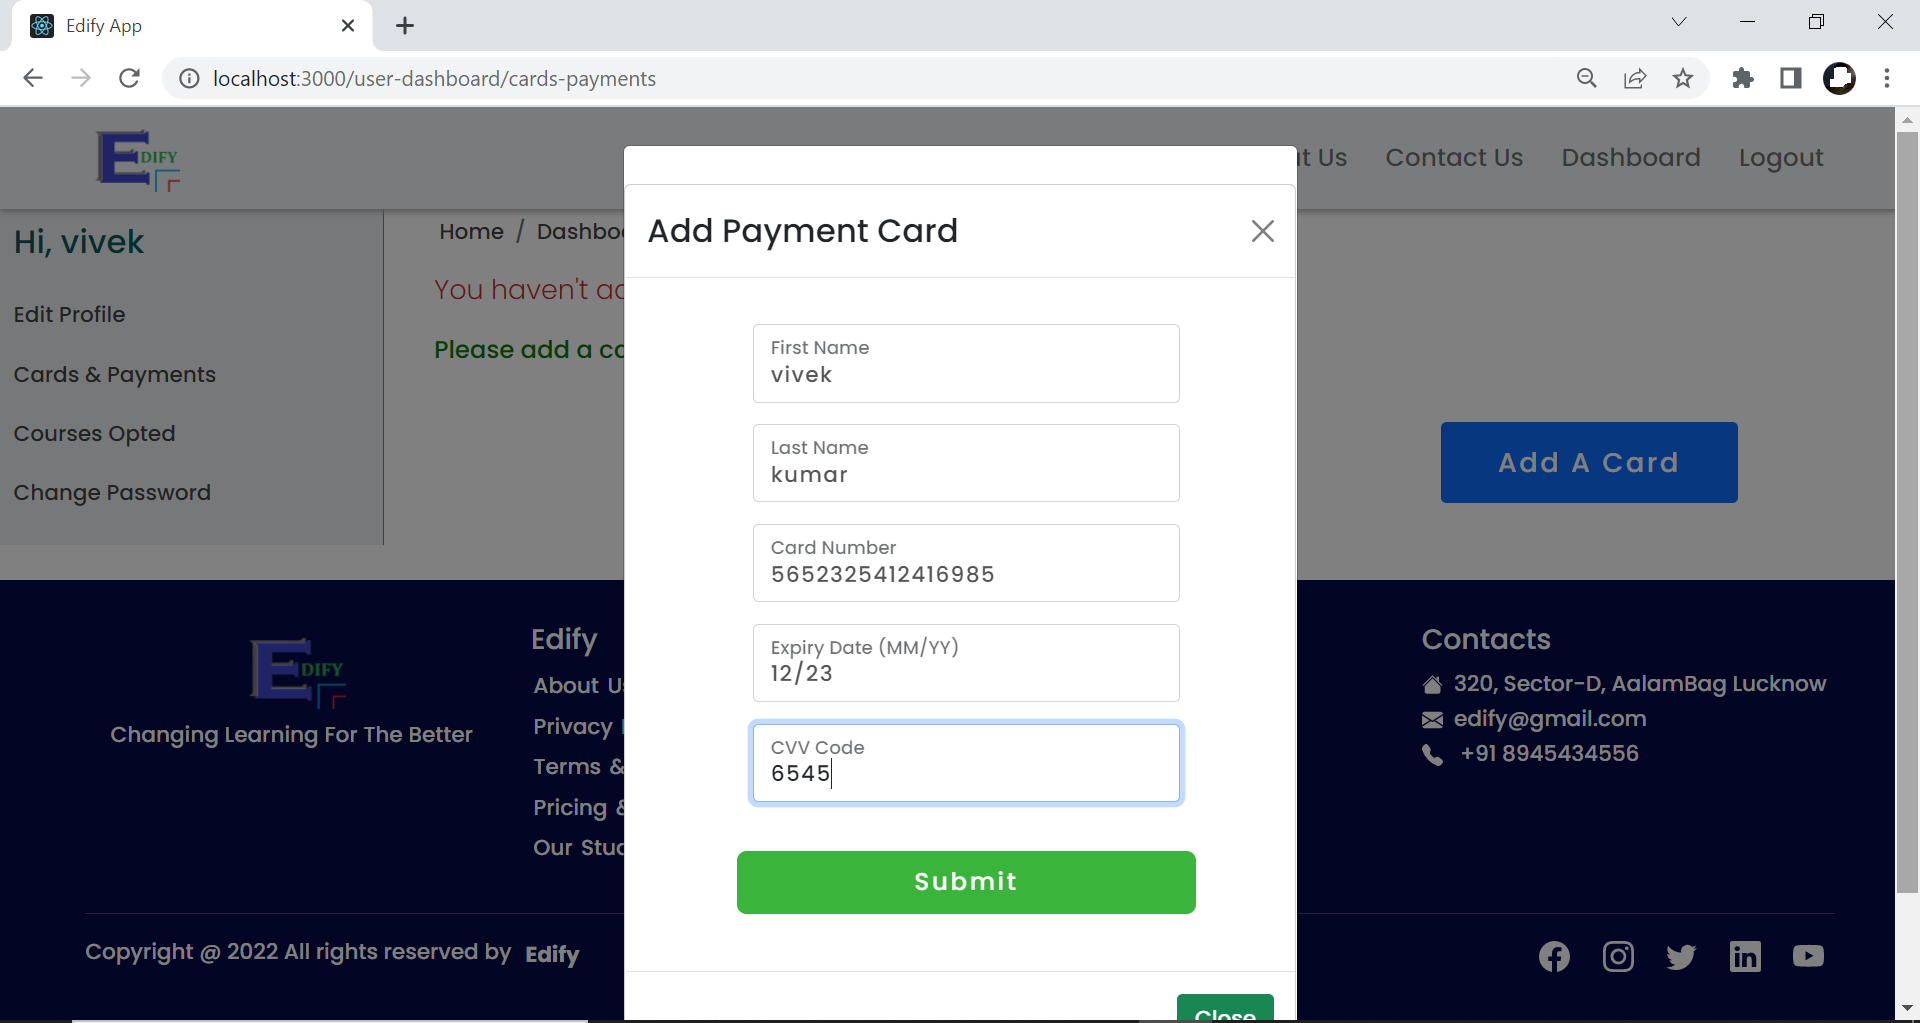 Edify App
localhost:3000/user-dashboard/cards-payments
EDIFY
t Us Contact Us Dashboard Logout
Hi, vivek
Edit Profile
Cards & Payments
Courses Opted
Change Password
Home /
You haven't
Please add a
Add Payment Card
First Name
vivek
Last Name
kumar
Card Number
5652325412416985
Expiry Date (MM/YY)
12/23
CVV Code
6545
Submit
Close
Add A Card
EDIFY
Changing Learning For The Better
Edify
About
Privacy
Terms &
Pricing
Our
Contacts
320, Sector-D, AalamBag Lucknow
edify@gmail.com
+91 8945434556
Copyright @ 2022 All rights reserved by Edify